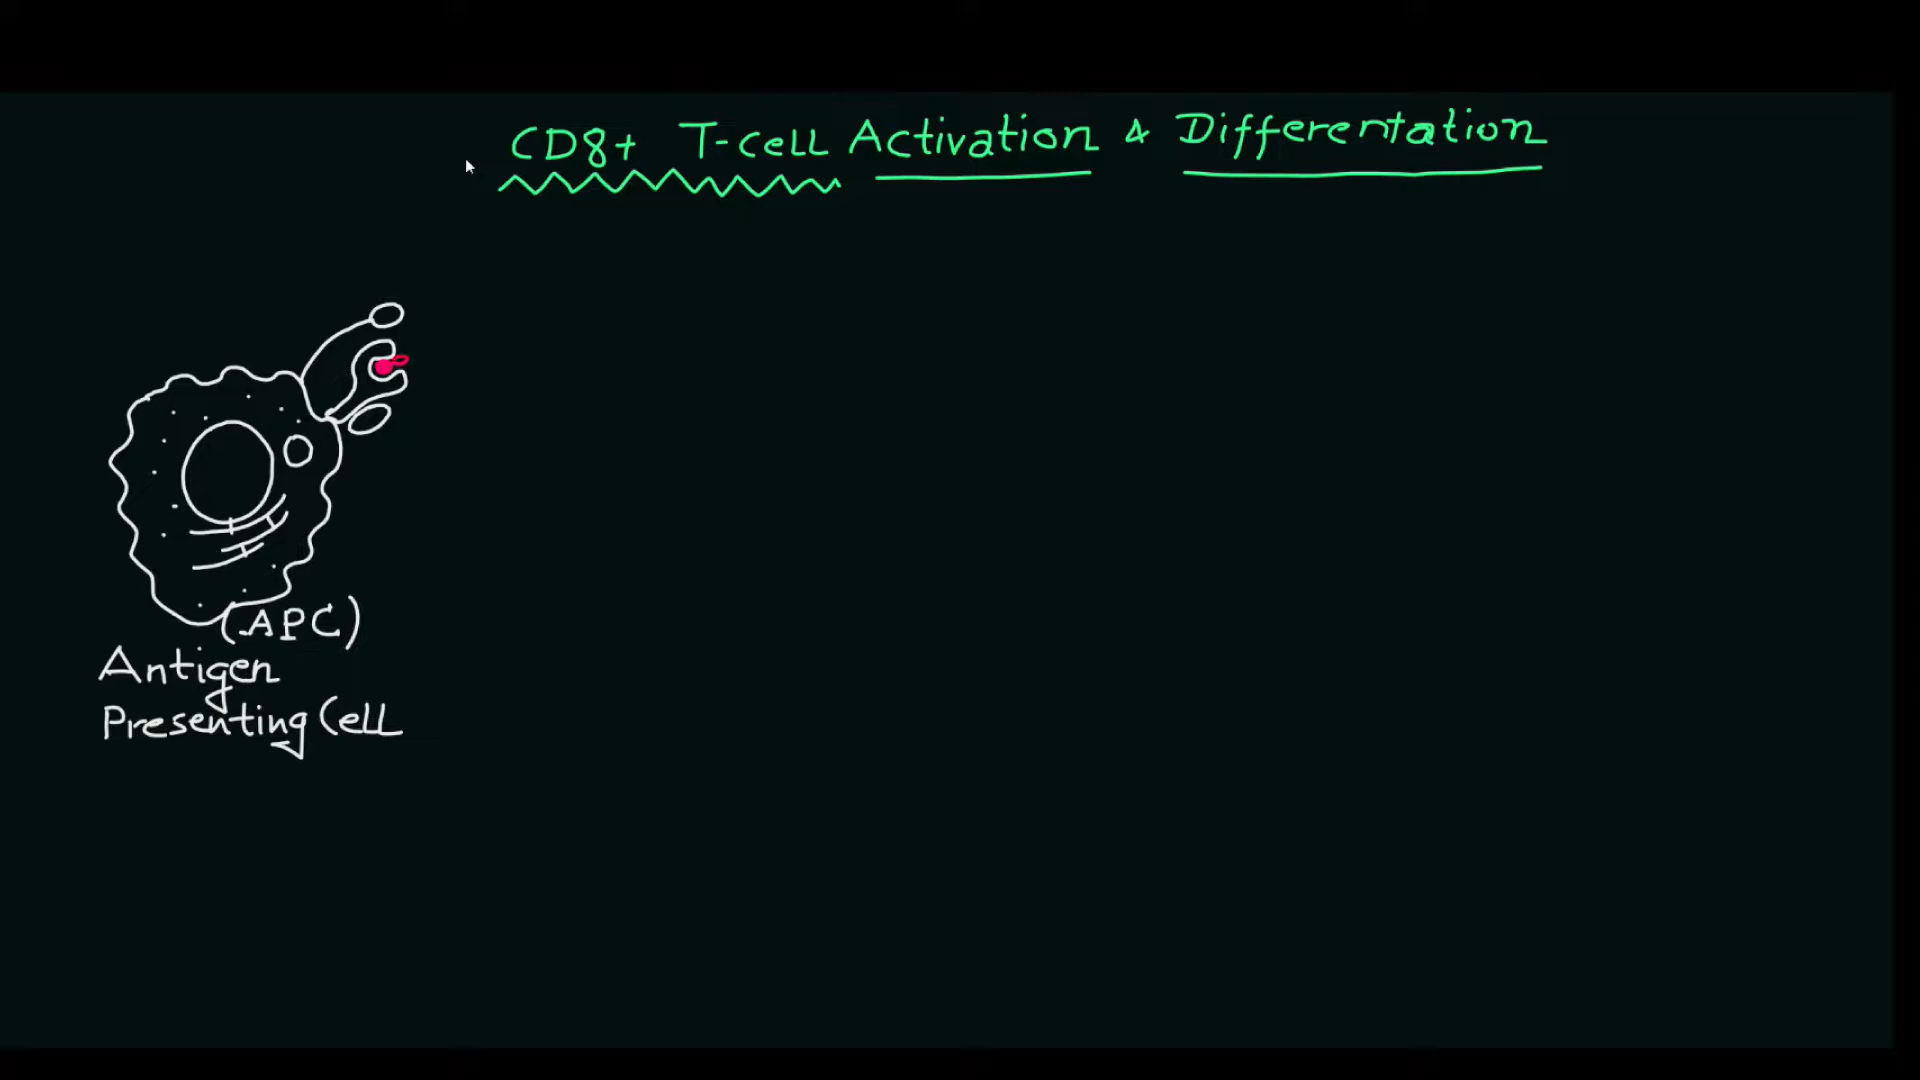 CD8+ T-cell Activation & Differentation
(APC)
Antigen
Presenting Cell